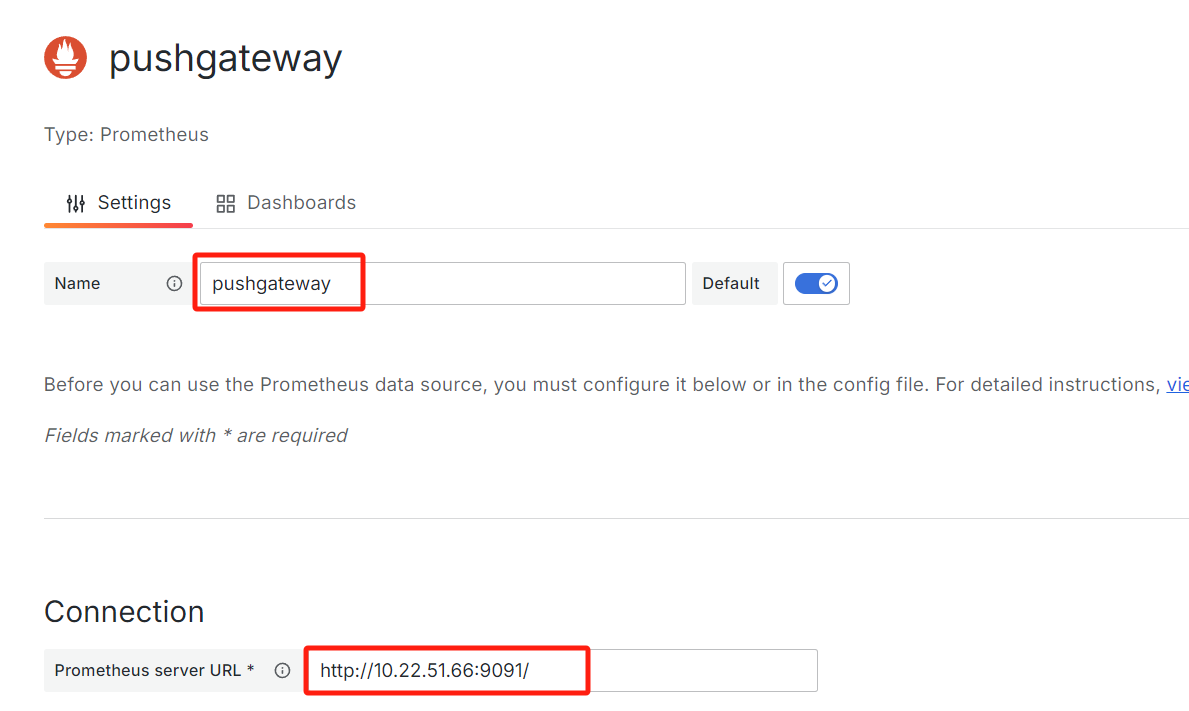 pushgateway
Type: Prometheus
Settings Dashboards
Name pushgateway Default
Before you can use the Prometheus data source, you must configure it below or in the config file. For detailed instructions, vie
Fields marked with * are required
Connection
Prometheus server URL * http://10.22.51.66:9091/